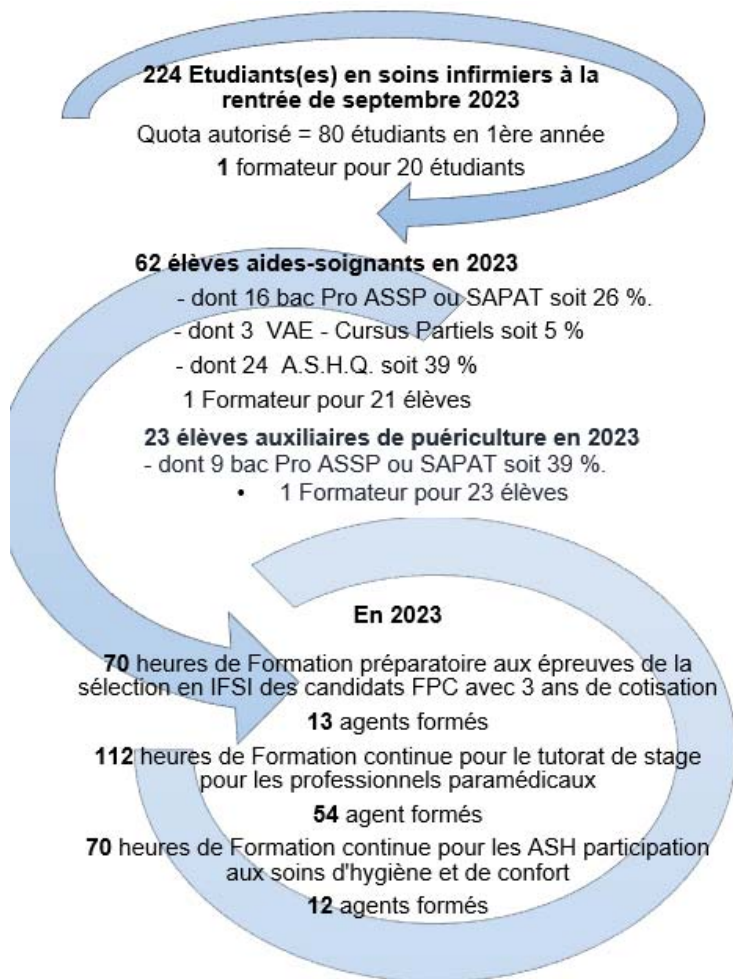 224 Etudiants(es) en soins infirmiers à la
rentrée de septembre 2023
Quota autorisé = 80 étudiants en 1ère année
1 formateur pour 20 étudiants
62 élèves aides-soignants en 2023
- dont 16 bac Pro ASSP ou SAPAT soit 26 %.
- dont 3 VAE - Cursus Partiels soit 5 %
- dont 24 A.S.H.Q. soit 39 %
1 Formateur pour 21 élèves
23 élèves auxiliaires de puériculture en 2023
- dont 9 bac Pro ASSP ou SAPAT soit 39 %.
• 1 Formateur pour 23 élèves
En 2023
70 heures de Formation préparatoire aux épreuves de la
sélection en IFSI des candidats FPC avec 3 ans de cotisation
13 agents formés
112 heures de Formation continue pour le tutorat de stage
pour les professionnels paramédicaux
54 agent formés
70 heures de Formation continue pour les ASH participation
aux soins d'hygiène et de confort
12 agents formés